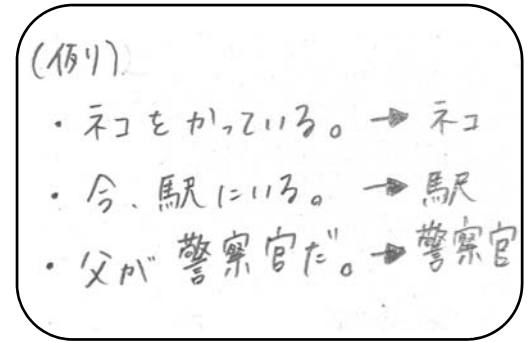 (例)
・ネコをかっている。→ネコ
・今、駅にいる。→駅
・父が警察官だ。→警察官